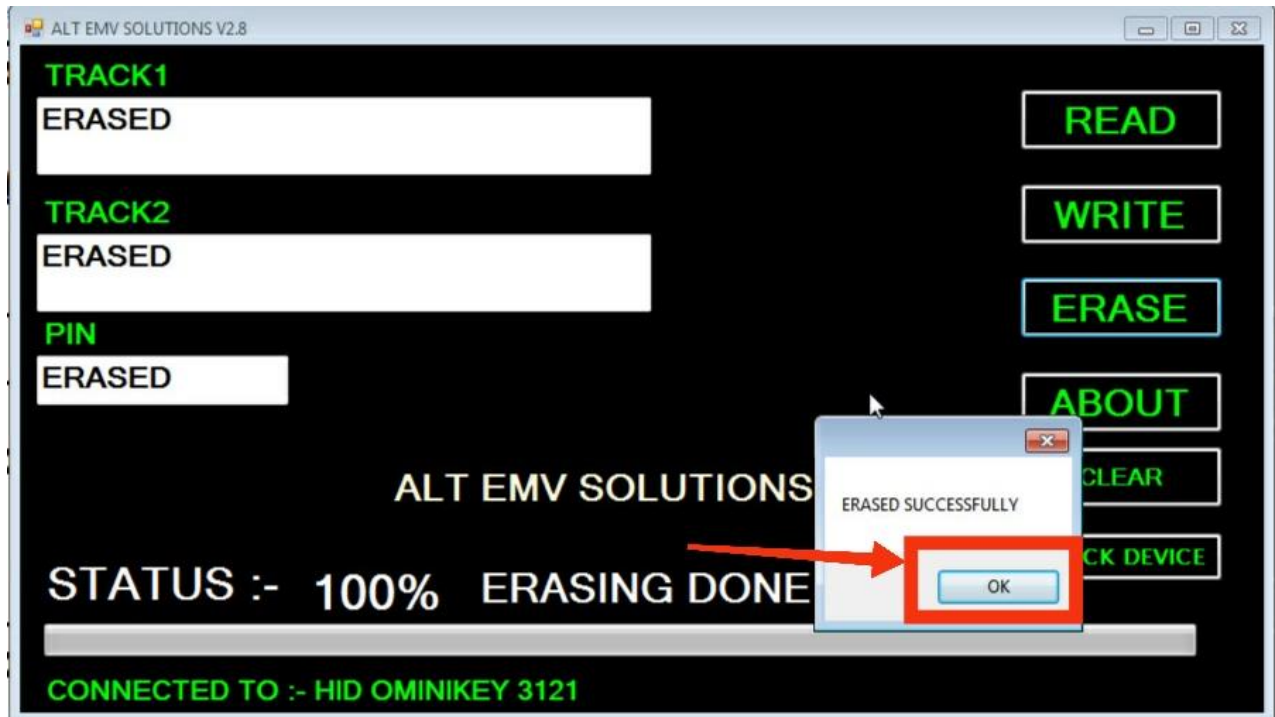 ALT EMV SOLUTIONS V2.8
TRACK1
ERASED
READ
TRACK2
WRITE
ERASED
ERASE
PIN
ERASED
ABOUT
ALT EMV SOLUTIONS
CLEAR
ERASED SUCCESSFULLY
CK DEVICE
OK
STATUS :- 100% ERASING DONE
CONNECTED TO :- HID OMINIKEY 3121